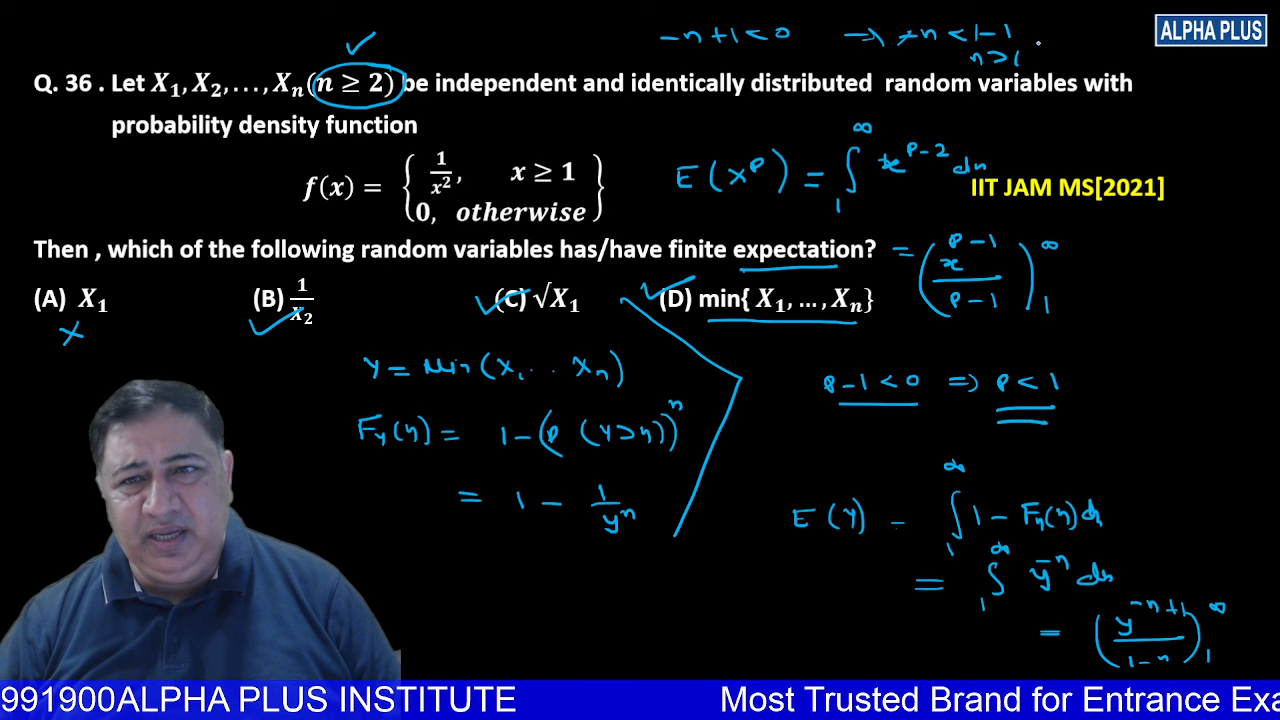 -n+1<0 → -n<-1
n>1
ALPHA PLUS
Q. 36 . Let X₁, X₂, . . . , Xₙ (n ≥ 2) be independent and identically distributed random variables with
probability density function
f(x) = { 1/x², x ≥ 1
0, otherwise }
E(X^p) = ∫₁^∞ x^{p-2} dx
IIT JAM MS[2021]
Then , which of the following random variables has/have finite expectation?
= (x^{p-1}/(p-1))₁^∞
(A) X₁ (B) 1/X₂ (C) √X₁ (D) min{ X₁, ... , Xₙ}
Y = Min (X₁ .. Xₙ)
p-1<0 ⇒ p<1
F_Y(y) = 1-(P(Y>y))^n
= 1 - 1/y^n
E(Y) = ∫₁^∞ 1 - F_Y(y) dy
= ∫₁^∞ y^{-n} dy
= (y^{-n+1}/(1-n))₁^∞
991900ALPHA PLUS INSTITUTE Most Trusted Brand for Entrance Exa